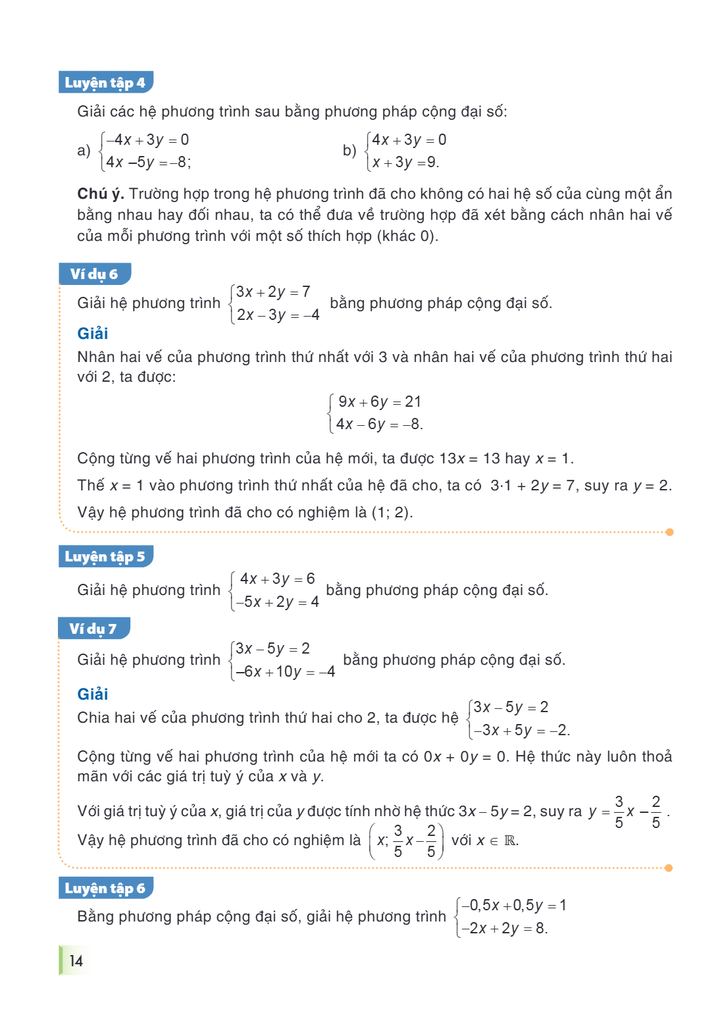 Luyện tập 4
Giải các hệ phương trình sau bằng phương pháp cộng đại số:
a) {−4x + 3y = 0
4x − 5y = −8;
b) {4x + 3y = 0
x + 3y = 9.
Chú ý. Trường hợp trong hệ phương trình đã cho không có hai hệ số của cùng một ẩn
bằng nhau hay đối nhau, ta có thể đưa về trường hợp đã xét bằng cách nhân hai vế
của mỗi phương trình với một số thích hợp (khác 0).
Ví dụ 6
Giải hệ phương trình {3x + 2y = 7
2x − 3y = −4 bằng phương pháp cộng đại số.
Giải
Nhân hai vế của phương trình thứ nhất với 3 và nhân hai vế của phương trình thứ hai
với 2, ta được:
{9x + 6y = 21
4x − 6y = −8.
Cộng từng vế hai phương trình của hệ mới, ta được 13x = 13 hay x = 1.
Thế x = 1 vào phương trình thứ nhất của hệ đã cho, ta có 3·1 + 2y = 7, suy ra y = 2.
Vậy hệ phương trình đã cho có nghiệm là (1; 2).
Luyện tập 5
Giải hệ phương trình {4x + 3y = 6
−5x + 2y = 4 bằng phương pháp cộng đại số.
Ví dụ 7
Giải hệ phương trình {3x − 5y = 2
−6x + 10y = −4 bằng phương pháp cộng đại số.
Giải
Chia hai vế của phương trình thứ hai cho 2, ta được hệ {3x − 5y = 2
−3x + 5y = −2.
Cộng từng vế hai phương trình của hệ mới ta có 0x + 0y = 0. Hệ thức này luôn thoả
mãn với các giá trị tuỳ ý của x và y.
Với giá trị tuỳ ý của x, giá trị của y được tính nhờ hệ thức 3x − 5y = 2, suy ra y = 3/5 x − 2/5 .
Vậy hệ phương trình đã cho có nghiệm là (x; 3/5 x − 2/5) với x ∈ ℝ.
Luyện tập 6
Bằng phương pháp cộng đại số, giải hệ phương trình {−0,5x + 0,5y = 1
−2x + 2y = 8.
14